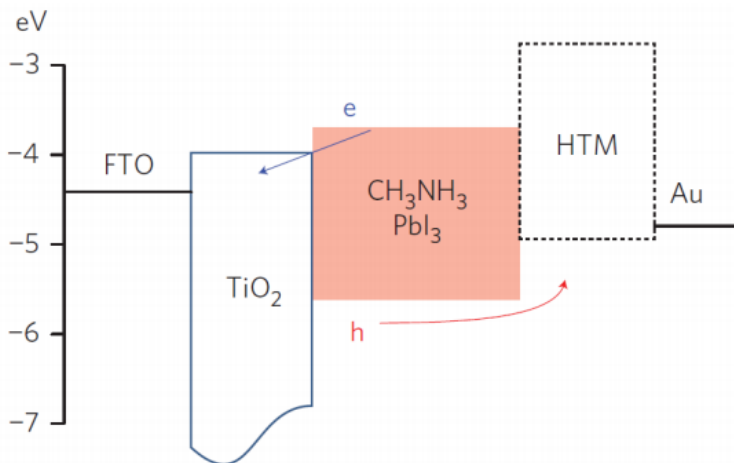 eV
−3
−4
−5
−6
−7
FTO
TiO₂
e
CH₃NH₃
PbI₃
h
HTM
Au